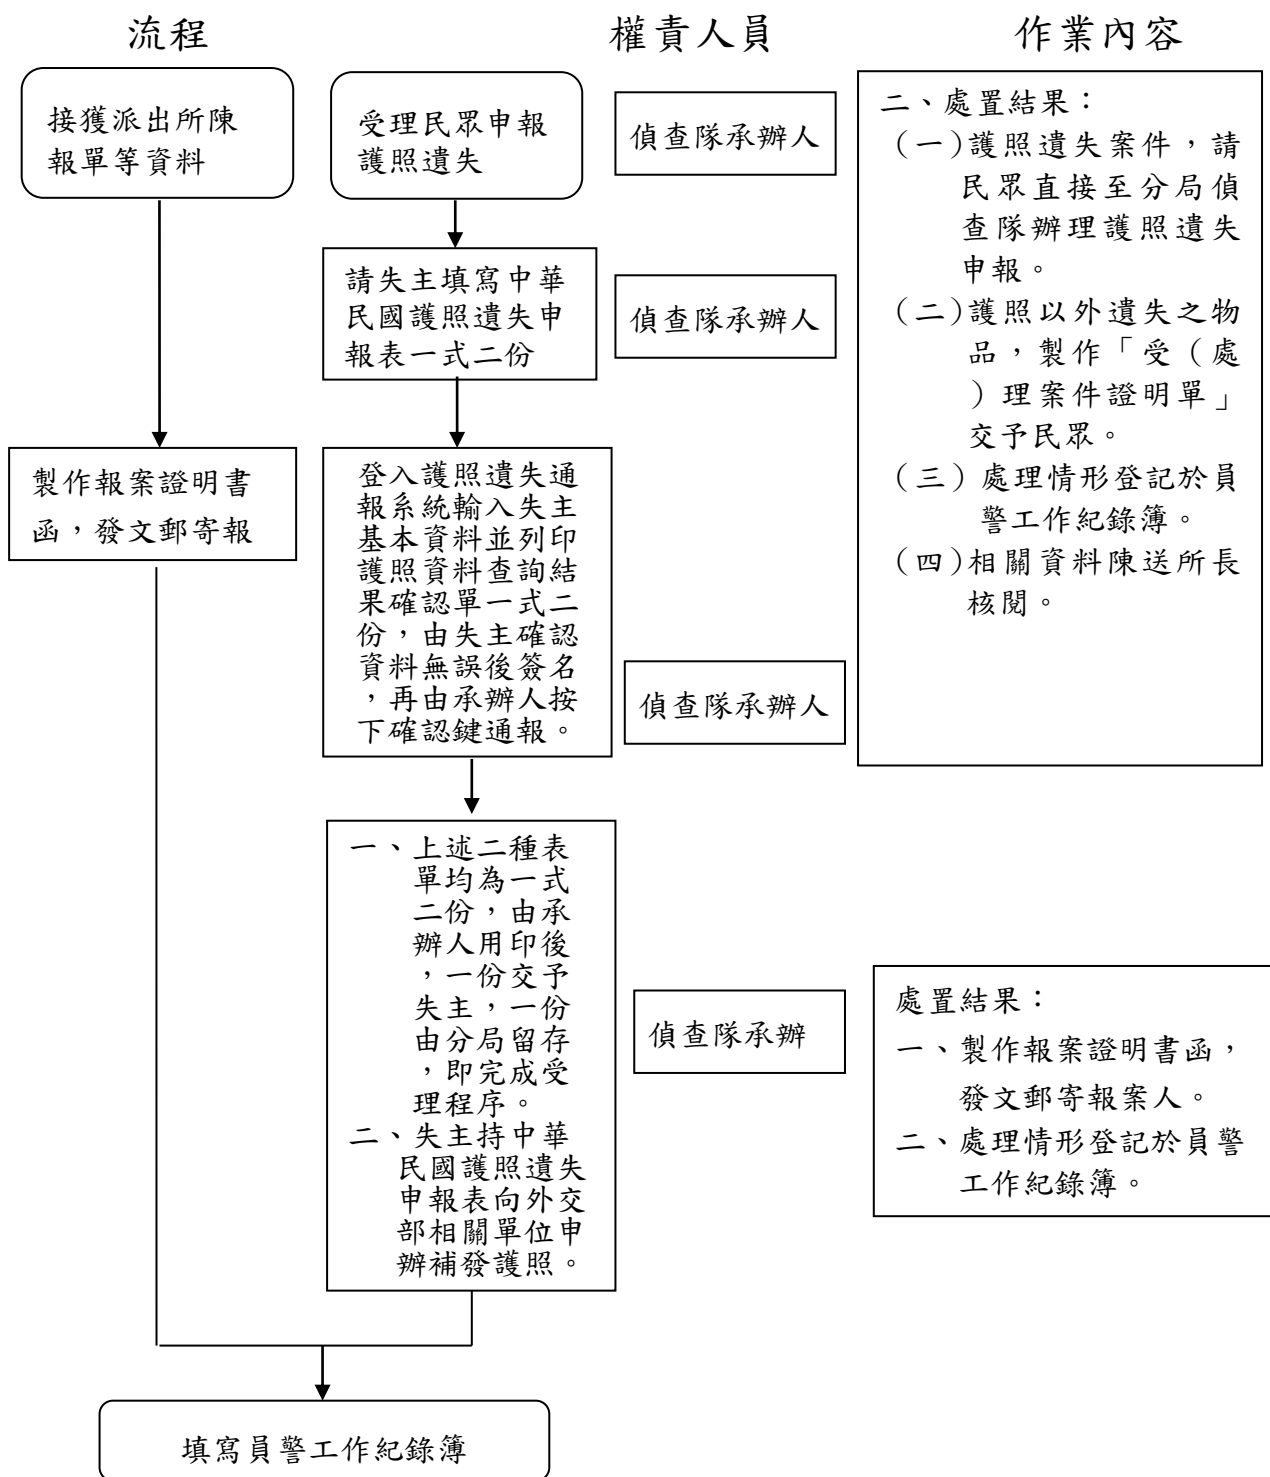 流程
權責人員
作業內容
接獲派出所陳
報單等資料
受理民眾申報
護照遺失
偵查隊承辦人
請失主填寫中華
民國護照遺失申
報表一式二份
偵查隊承辦人
製作報案證明書
函，發文郵寄報
登入護照遺失通
報系統輸入失主
基本資料並列印
護照資料查詢結
果確認單一式二
份，由失主確認
資料無誤後簽名
，再由承辦人按
下確認鍵通報。
偵查隊承辦人
二、處置結果：
（一）護照遺失案件，請
民眾直接至分局偵
查隊辦理護照遺失
申報。
（二）護照以外遺失之物
品，製作「受（處
）理案件證明單」
交予民眾。
（三）處理情形登記於員
警工作紀錄簿。
（四）相關資料陳送所長
核閱。
一、上述二種表
單均為一式
二份，由承
辦人用印後
，一份交予
失主，一份
由分局留存
，即完成受
理程序。
二、失主持中華
民國護照遺失
申報表向外交
部相關單位申
辦補發護照。
偵查隊承辦
處置結果：
一、製作報案證明書函，
發文郵寄報案人。
二、處理情形登記於員警
工作紀錄簿。
填寫員警工作紀錄簿